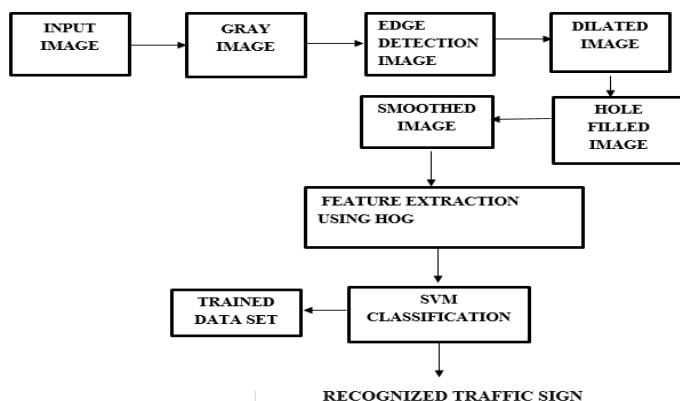 INPUT
IMAGE
GRAY
IMAGE
EDGE
DETECTION
IMAGE
DILATED
IMAGE
SMOOTHED
IMAGE
HOLE
FILLED
IMAGE
FEATURE EXTRACTION
USING HOG
TRAINED
DATA SET
SVM
CLASSIFICATION
RECOGNIZED TRAFFIC SIGN